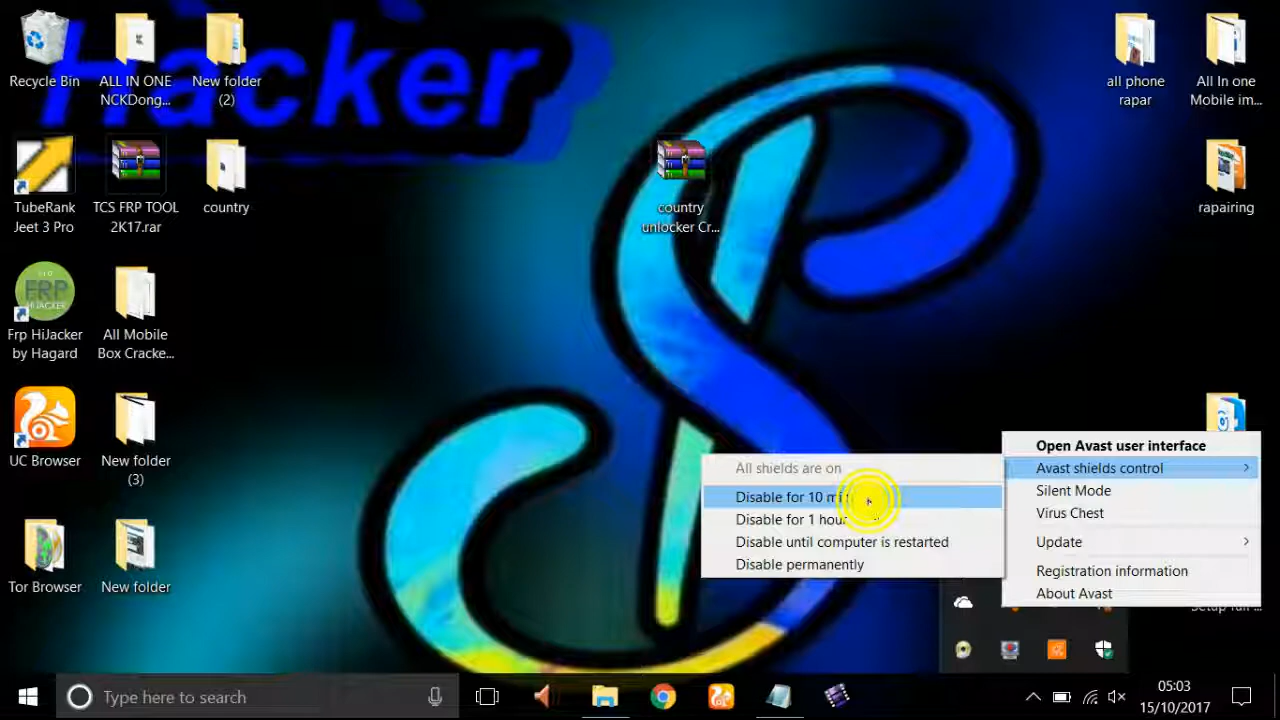 Hacker
Recycle Bin
ALL IN ONE
NCKDong...
New folder
(2)
all phone
rapar
All In one
Mobile im...
TubeRank
Jeet 3 Pro
TCS FRP TOOL
2K17.rar
country
country
unlocker Cr...
rapairing
FRP
HIJACKER
Frp HiJacker
by Hagard
All Mobile
Box Cracke...
UC Browser
New folder
(3)
Tor Browser
New folder
Open Avast user interface
Avast shields control
Silent Mode
Virus Chest
Update
Registration information
About Avast
All shields are on
Disable for 10 mi
Disable for 1 hour
Disable until computer is restarted
Disable permanently
Type here to search
05:03
15/10/2017